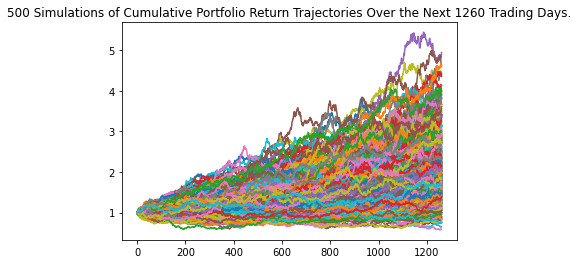 500 Simulations of Cumulative Portfolio Return Trajectories Over the Next 1260 Trading Days.
5
4
3
2
1
0 200 400 600 800 1000 1200